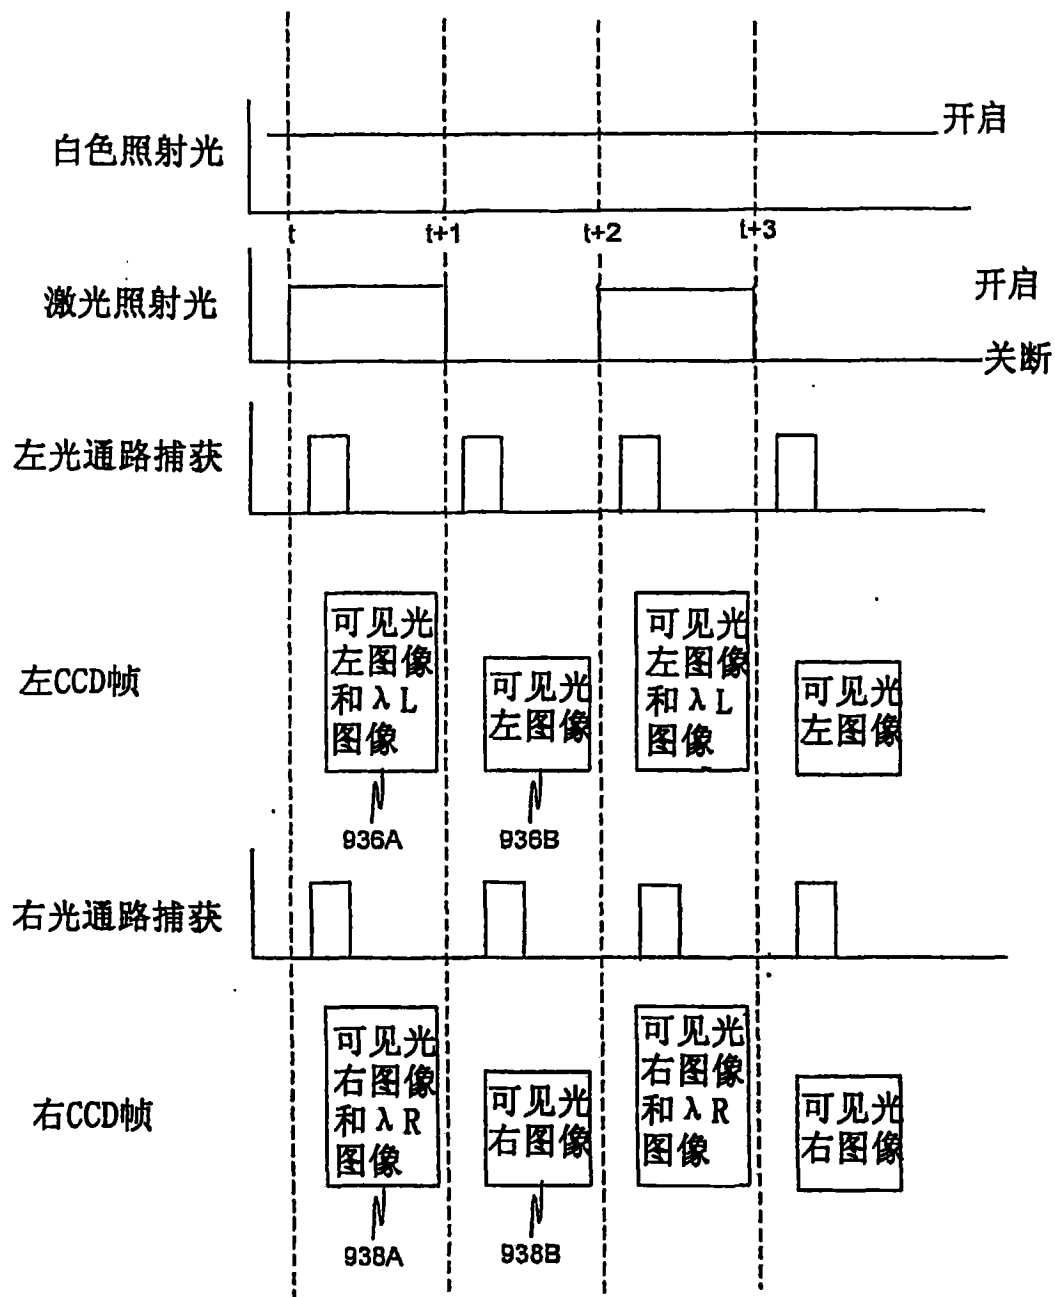 开启
白色照射光
t
t+1
t+2
t+3
激光照射光
开启
关断
左光通路捕获
左CCD帧
可见光
左图像
和λL
图像
可见光
左图像
可见光
左图像
和λL
图像
可见光
左图像
936A
936B
右光通路捕获
右CCD帧
可见光
右图像
和λR
图像
可见光
右图像
可见光
右图像
和λR
图像
可见光
右图像
938A
938B